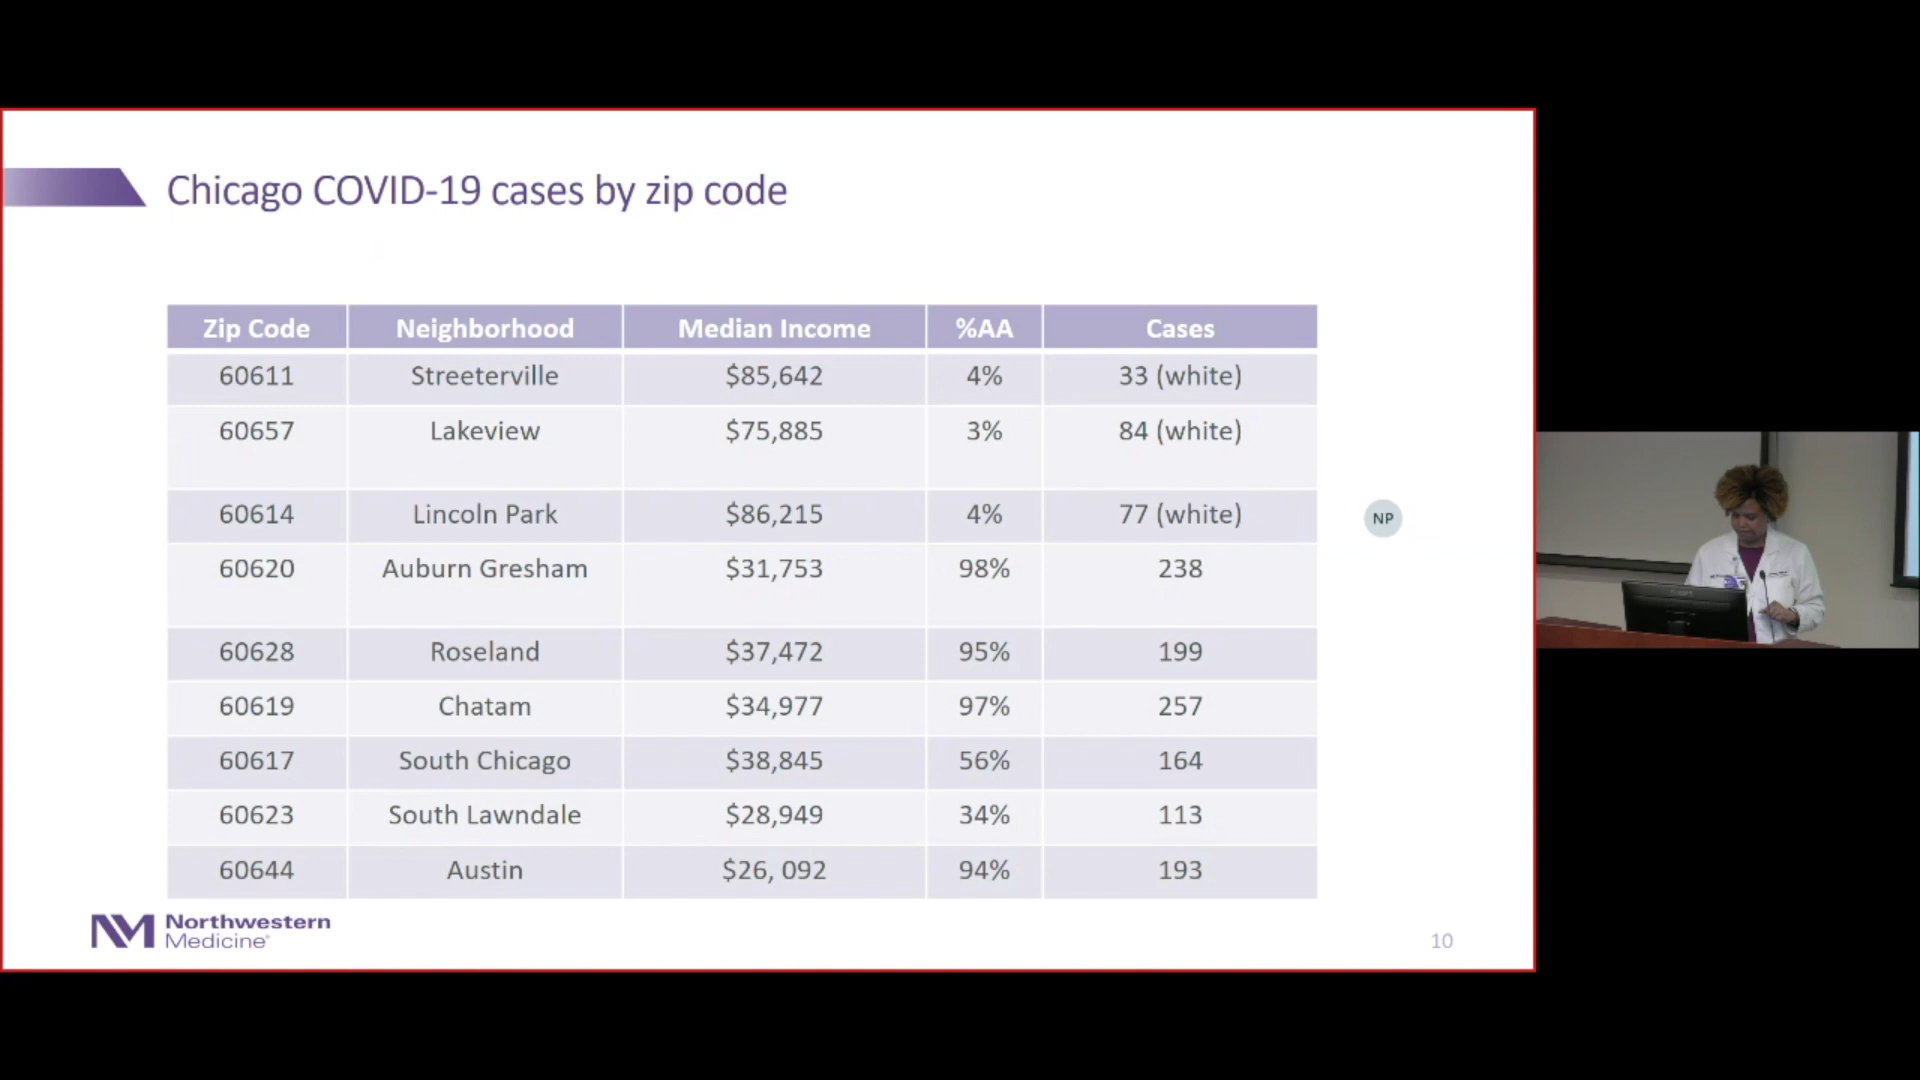 Chicago COVID-19 cases by zip code
Zip Code Neighborhood Median Income %AA Cases
60611 Streeterville $85,642 4% 33 (white)
60657 Lakeview $75,885 3% 84 (white)
60614 Lincoln Park $86,215 4% 77 (white)
NP
60620 Auburn Gresham $31,753 98% 238
60628 Roseland $37,472 95% 199
60619 Chatam $34,977 97% 257
60617 South Chicago $38,845 56% 164
60623 South Lawndale $28,949 34% 113
60644 Austin $26, 092 94% 193
Northwestern
Medicine
10